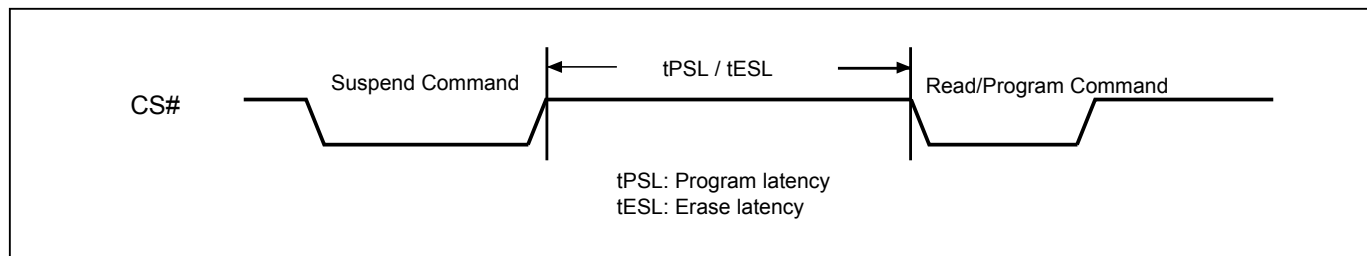 Suspend Command
tPSL / tESL
Read/Program Command
CS#
tPSL: Program latency
tESL: Erase latency